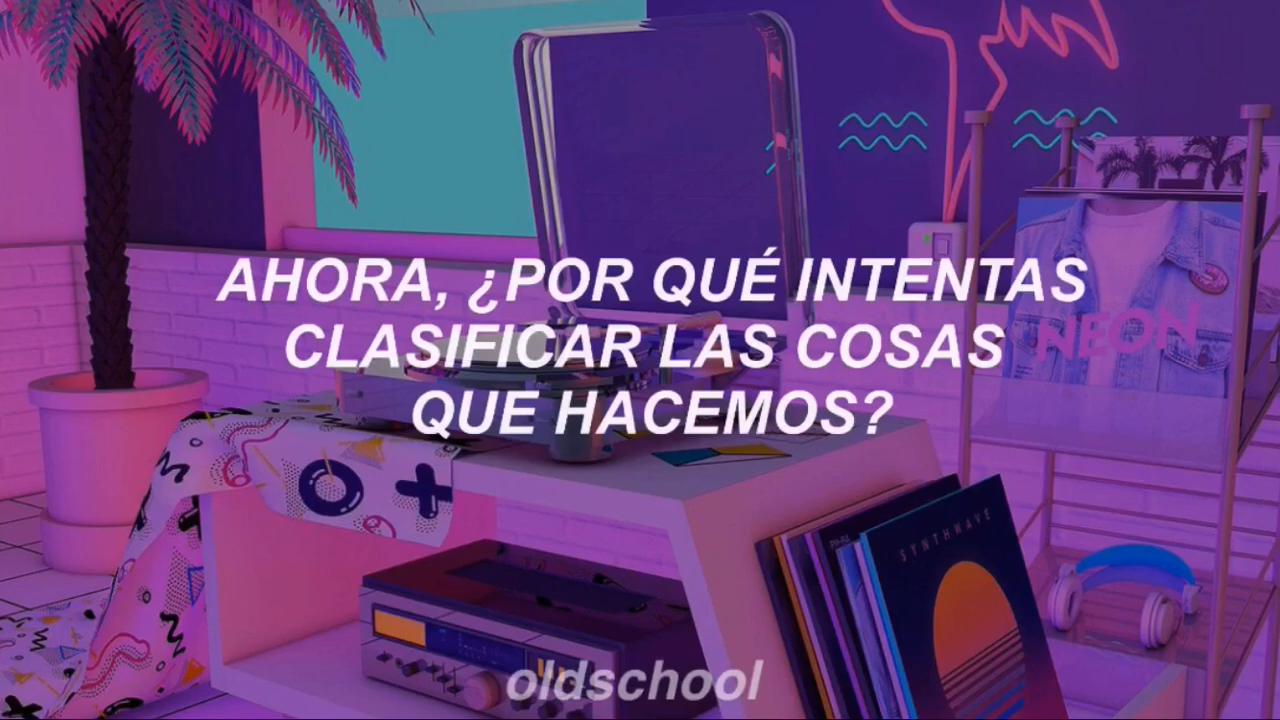 AHORA, ¿POR QUÉ INTENTAS
CLASIFICAR LAS COSAS
QUE HACEMOS?
NEON
SYNTHWAVE
oldschool